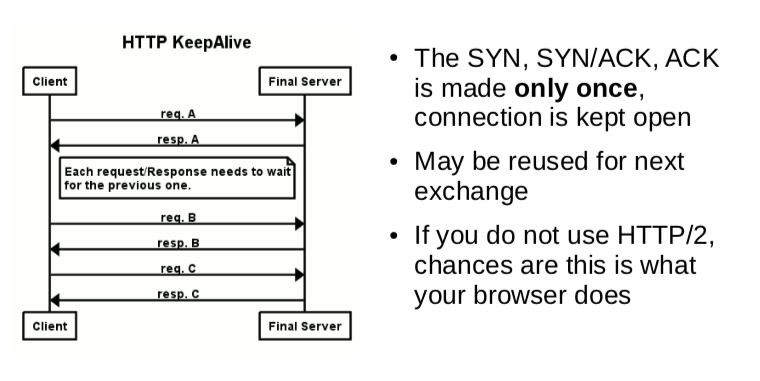 HTTP KeepAlive
Client
Final Server
req. A
resp. A
Each request/Response needs to wait
for the previous one.
req. B
resp. B
req. C
resp. C
Client
Final Server
• The SYN, SYN/ACK, ACK
is made only once,
connection is kept open
• May be reused for next
exchange
• If you do not use HTTP/2,
chances are this is what
your browser does